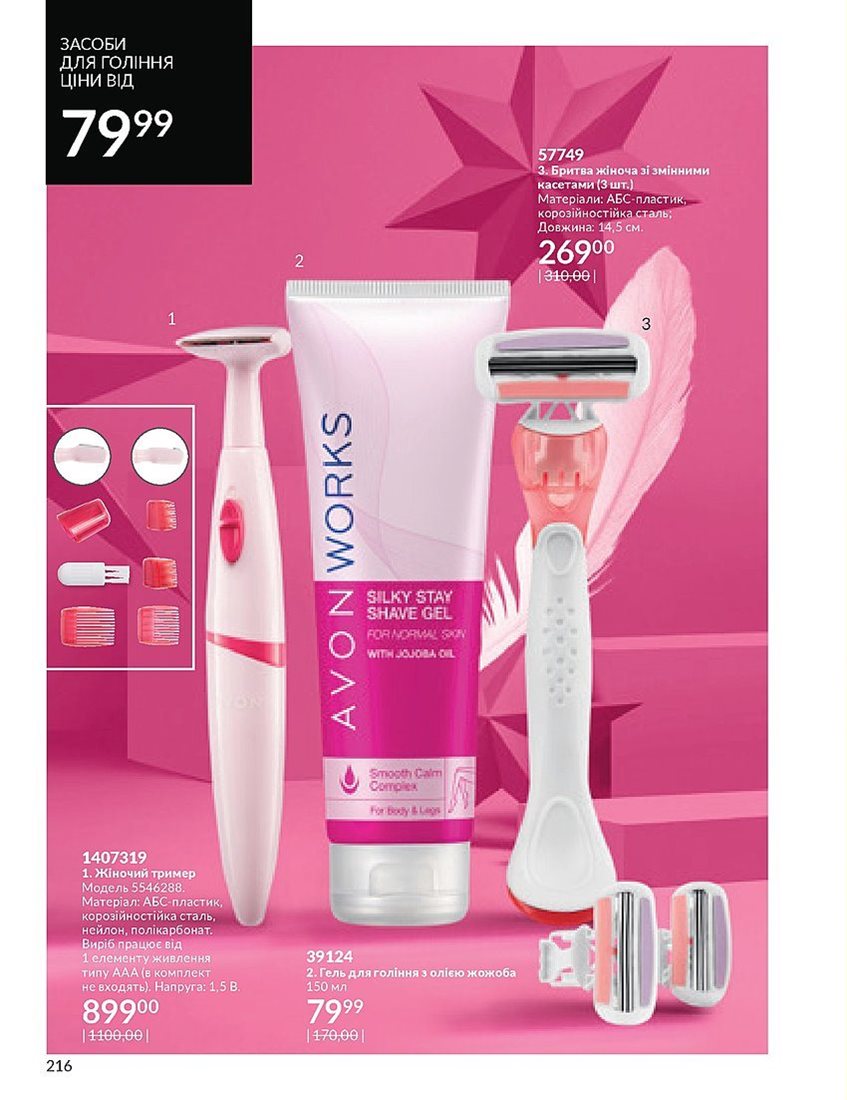 ЗАСОБИ
ДЛЯ ГОЛІННЯ
ЦІНИ ВІД
79⁹⁹
57749
3. Бритва жіноча зі змінними
касетами (3 шт.)
Матеріали: АБС-пластик,
корозійностійка сталь;
Довжина: 14,5 см.
269⁰⁰
| 310,00 |
2
1
3
AVON WORKS
SILKY STAY
SHAVE GEL
FOR NORMAL SKIN
WITH JOJOBA OIL
Smooth Calm
Complex
For Body & Legs
AVON
1407319
1. Жіночий тример
Модель 5546288.
Матеріал: АБС-пластик,
корозійностійка сталь,
нейлон, полікарбонат.
Виріб працює від
1 елементу живлення
типу ААА (в комплект
не входять). Напруга: 1,5 В.
899⁰⁰
| 1100,00 |
39124
2. Гель для гоління з олією жожоба
150 мл
79⁹⁹
| 170,00 |
216